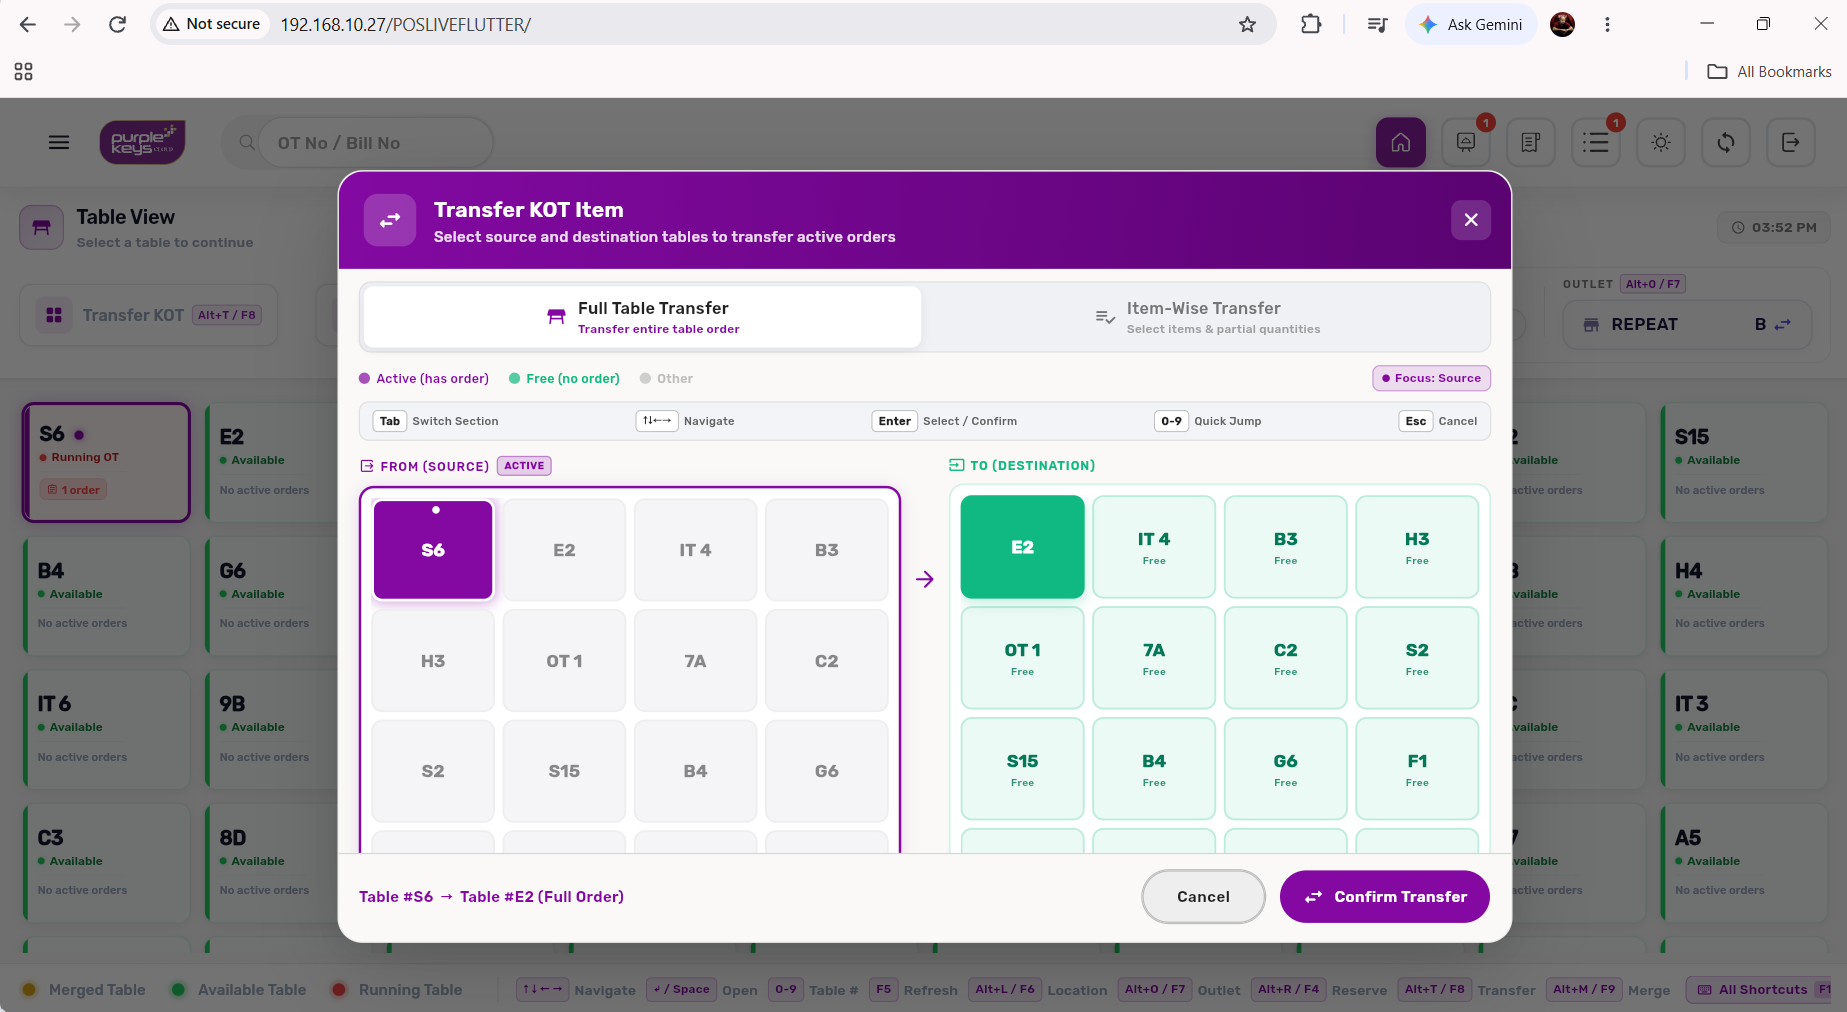 Not secure 192.168.10.27/POSLIVEFLUTTER/
Ask Gemini
All Bookmarks
purple keys CLOUD
OT No / Bill No
1
1
Table View
Select a table to continue
03:52 PM
Transfer KOT Alt+T / F8
OUTLET Alt+O / F7
REPEAT B
Transfer KOT Item
Select source and destination tables to transfer active orders
Full Table Transfer
Transfer entire table order
Item-Wise Transfer
Select items & partial quantities
Active (has order) Free (no order) Other
Focus: Source
Tab Switch Section ↑↓←→ Navigate Enter Select / Confirm 0-9 Quick Jump Esc Cancel
FROM (SOURCE) ACTIVE
TO (DESTINATION)
S6 E2 IT 4 B3
H3 OT 1 7A C2
S2 S15 B4 G6
E2
IT 4
Free
B3
Free
H3
Free
OT 1
Free
7A
Free
C2
Free
S2
Free
S15
Free
B4
Free
G6
Free
F1
Free
Table #S6 → Table #E2 (Full Order)
Cancel
Confirm Transfer
S6
Running OT
1 order
E2
Available
No active orders
S15
Available
No active orders
B4
Available
No active orders
G6
Available
No active orders
H4
Available
No active orders
IT 6
Available
No active orders
9B
Available
No active orders
IT 3
Available
No active orders
C3
Available
No active orders
8D
Available
No active orders
A5
Available
No active orders
Merged Table Available Table Running Table
↑↓←→ Navigate ↵ / Space Open 0-9 Table # F5 Refresh Alt+L / F6 Location Alt+O / F7 Outlet Alt+R / F4 Reserve Alt+T / F8 Transfer Alt+M / F9 Merge All Shortcuts